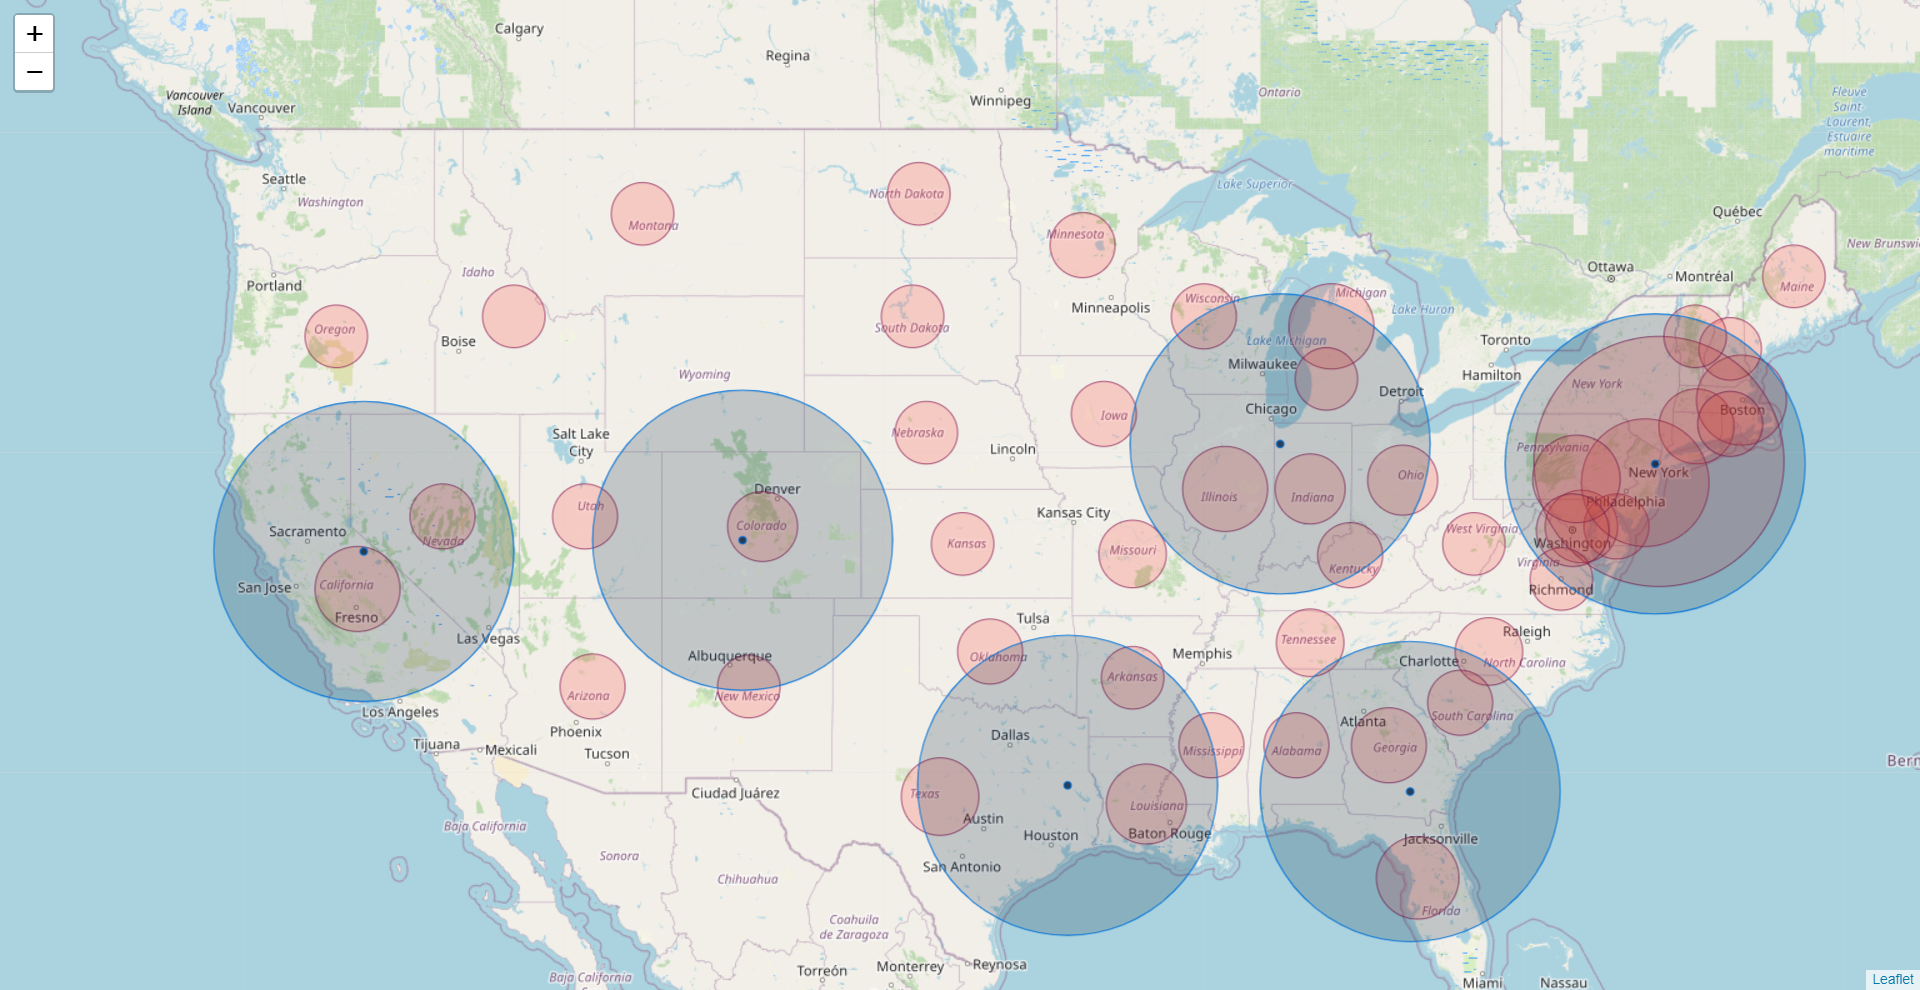 +
−
Calgary
Regina
Winnipeg
Ontario
Vancouver
Island
Vancouver
Fleuve
Saint-
Laurent,
Estuaire
maritime
Seattle
Washington
Montana
North Dakota
Minnesota
Lake Superior
Québec
New Brunswi
Idaho
Portland
Ottawa
Montréal
Maine
Oregon
Boise
South Dakota
Minneapolis
Wisconsin
Michigan
Lake Huron
Lake Michigan
Toronto
Hamilton
Wyoming
Milwaukee
Detroit
New York
Chicago
Boston
Salt Lake
City
Nebraska
Lincoln
Iowa
Pennsylvania
New York
Philadelphia
Denver
Illinois
Indiana
Ohio
Utah
Colorado
Kansas City
Sacramento
Nevada
Kansas
Missouri
West Virginia
Washington
Virginia
Kentucky
San Jose
California
Fresno
Richmond
Las Vegas
Tulsa
Tennessee
Raleigh
Albuquerque
Oklahoma
Memphis
Charlotte
North Carolina
Arkansas
Arizona
New Mexico
Los Angeles
South Carolina
Phoenix
Atlanta
Dallas
Tijuana
Mexicali
Tucson
Mississippi
Alabama
Georgia
Berm
Ciudad Juárez
Texas
Louisiana
Austin
Baja California
Houston
Baton Rouge
Jacksonville
Sonora
San Antonio
Chihuahua
Florida
Coahuila
de Zaragoza
Baja California
Torreón
Monterrey
Reynosa
Miami
Nassau
Leaflet